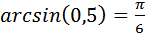 arcsin(0,5) = π/6